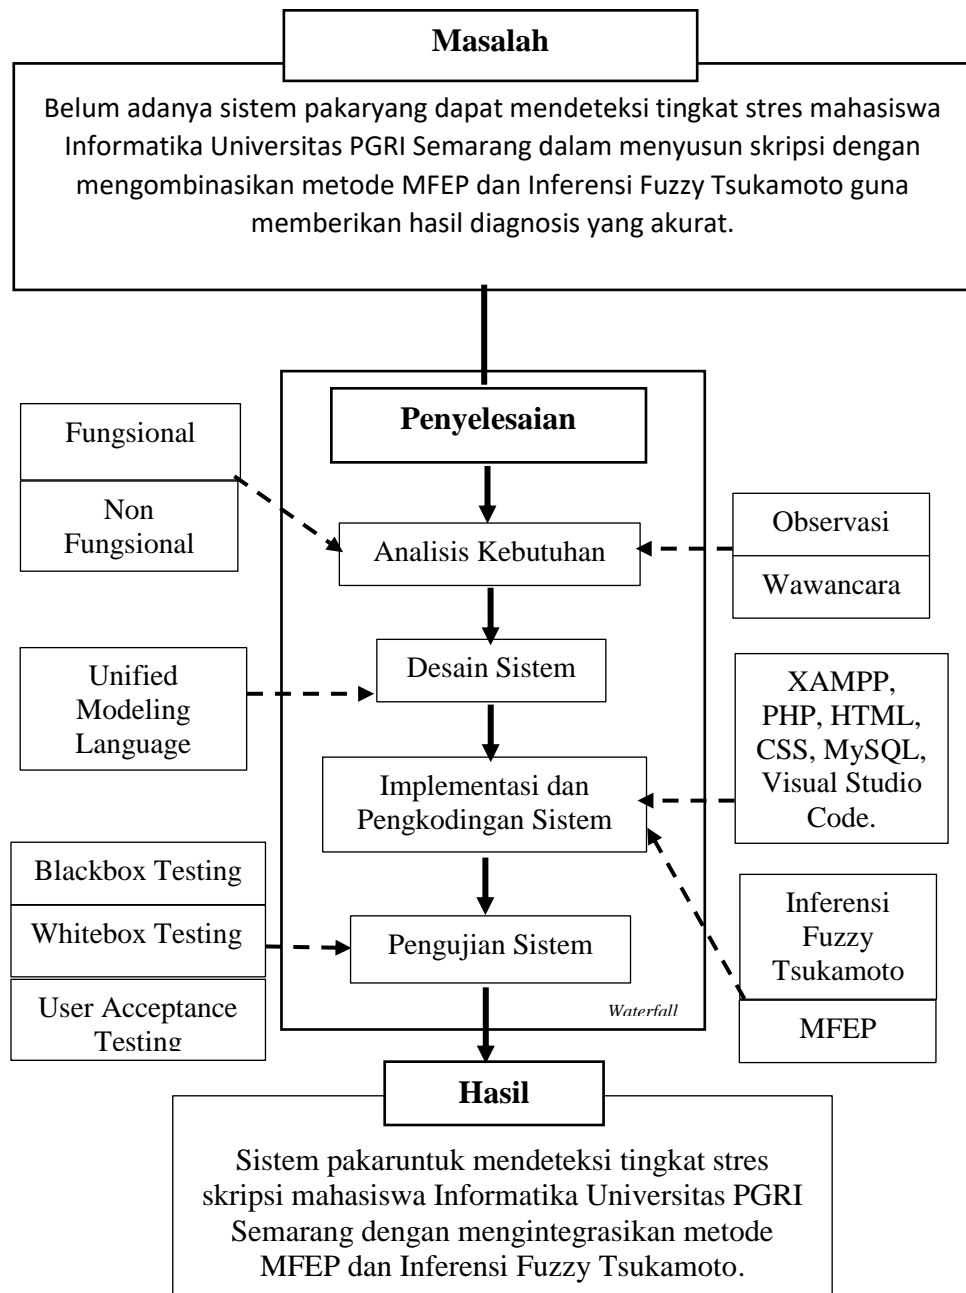 Masalah
Belum adanya sistem pakaryang dapat mendeteksi tingkat stres mahasiswa
Informatika Universitas PGRI Semarang dalam menyusun skripsi dengan
mengombinasikan metode MFEP dan Inferensi Fuzzy Tsukamoto guna
memberikan hasil diagnosis yang akurat.
Penyelesaian
Fungsional
Non
Fungsional
Analisis Kebutuhan
Observasi
Wawancara
Unified
Modeling
Language
Desain Sistem
XAMPP,
PHP, HTML,
CSS, MySQL,
Visual Studio
Code.
Implementasi dan
Pengkodingan Sistem
Blackbox Testing
Whitebox Testing
User Acceptance
Testing
Pengujian Sistem
Inferensi
Fuzzy
Tsukamoto
MFEP
Waterfall
Hasil
Sistem pakaruntuk mendeteksi tingkat stres
skripsi mahasiswa Informatika Universitas PGRI
Semarang dengan mengintegrasikan metode
MFEP dan Inferensi Fuzzy Tsukamoto.